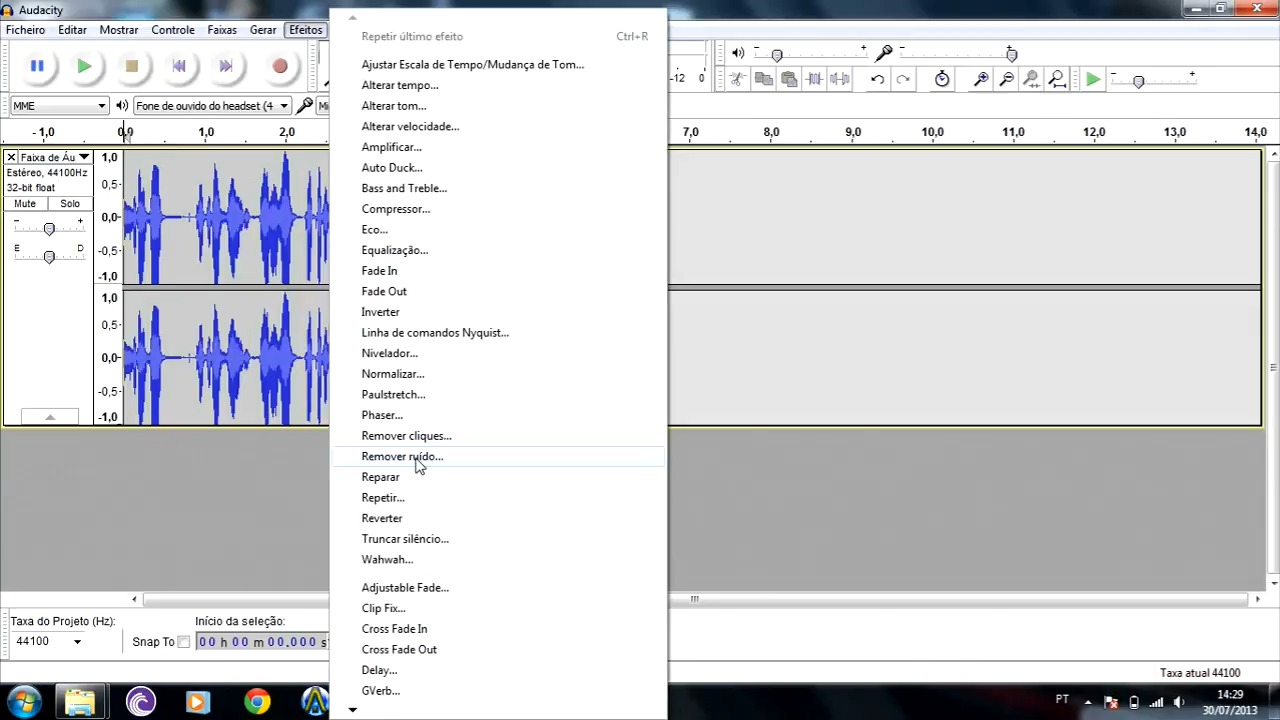 Audacity
Ficheiro Editar Mostrar Controle Faixas Gerar Efeitos
Repetir último efeito Ctrl+R
Ajustar Escala de Tempo/Mudança de Tom...
Alterar tempo...
Alterar tom...
Alterar velocidade...
Amplificar...
Auto Duck...
Bass and Treble...
Compressor...
Eco...
Equalização...
Fade In
Fade Out
Inverter
Linha de comandos Nyquist...
Nivelador...
Normalizar...
Paulstretch...
Phaser...
Remover cliques...
Remover ruído...
Reparar
Repetir...
Reverter
Truncar silêncio...
Wahwah...
Adjustable Fade...
Clip Fix...
Cross Fade In
Cross Fade Out
Delay...
GVerb...
-12 0
MME Fone de ouvido do headset (4
-1,0 1,0 2,0 7,0 8,0 9,0 10,0 11,0 12,0 13,0 14,0
Faixa de Áu
Estéreo, 44100Hz
32-bit float
Mute Solo
- +
E D
1,0
0,5
0,0
-0,5
-1,0
1,0
0,5
0,0
-0,5
-1,0
Taxa do Projeto (Hz):
44100
Snap To
Início da seleção:
00 h 00 m 00.000 s
Taxa atual 44100
PT
14:29
30/07/2013